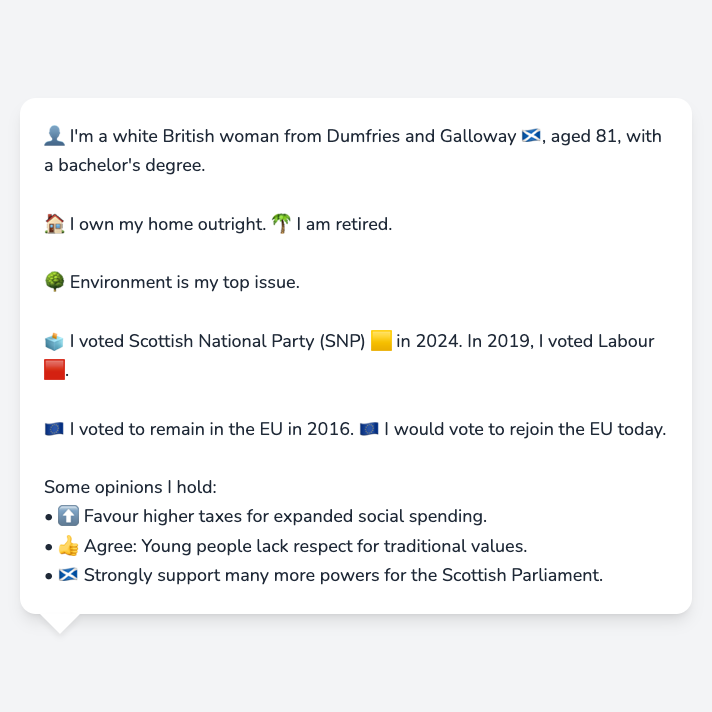 👤 I'm a white British woman from Dumfries and Galloway 🏴󠁧󠁢󠁳󠁣󠁴󠁿, aged 81, with
a bachelor's degree.
🏠 I own my home outright. 🌴 I am retired.
🌳 Environment is my top issue.
🗳️ I voted Scottish National Party (SNP) 🟨 in 2024. In 2019, I voted Labour
🟥.
🇪🇺 I voted to remain in the EU in 2016. 🇪🇺 I would vote to rejoin the EU today.
Some opinions I hold:
• ⬆️ Favour higher taxes for expanded social spending.
• 👍 Agree: Young people lack respect for traditional values.
• 🏴󠁧󠁢󠁳󠁣󠁴󠁿 Strongly support many more powers for the Scottish Parliament.